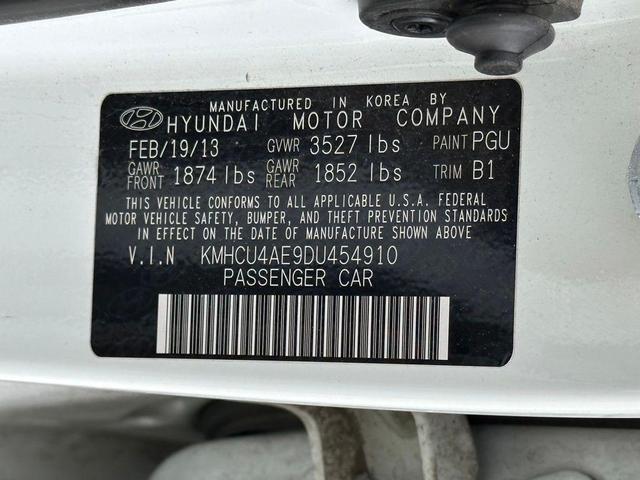 MANUFACTURED IN KOREA BY
HYUNDAI MOTOR COMPANY
FEB/19/13 GVWR 3527 lbs PAINT PGU
GAWR FRONT 1874 lbs GAWR REAR 1852 lbs TRIM B1
THIS VEHICLE CONFORMS TO ALL APPLICABLE U.S.A. FEDERAL
MOTOR VEHICLE SAFETY, BUMPER, AND THEFT PREVENTION STANDARDS
IN EFFECT ON THE DATE OF MANUFACTURE SHOWN ABOVE
V.I.N KMHCU4AE9DU454910
PASSENGER CAR